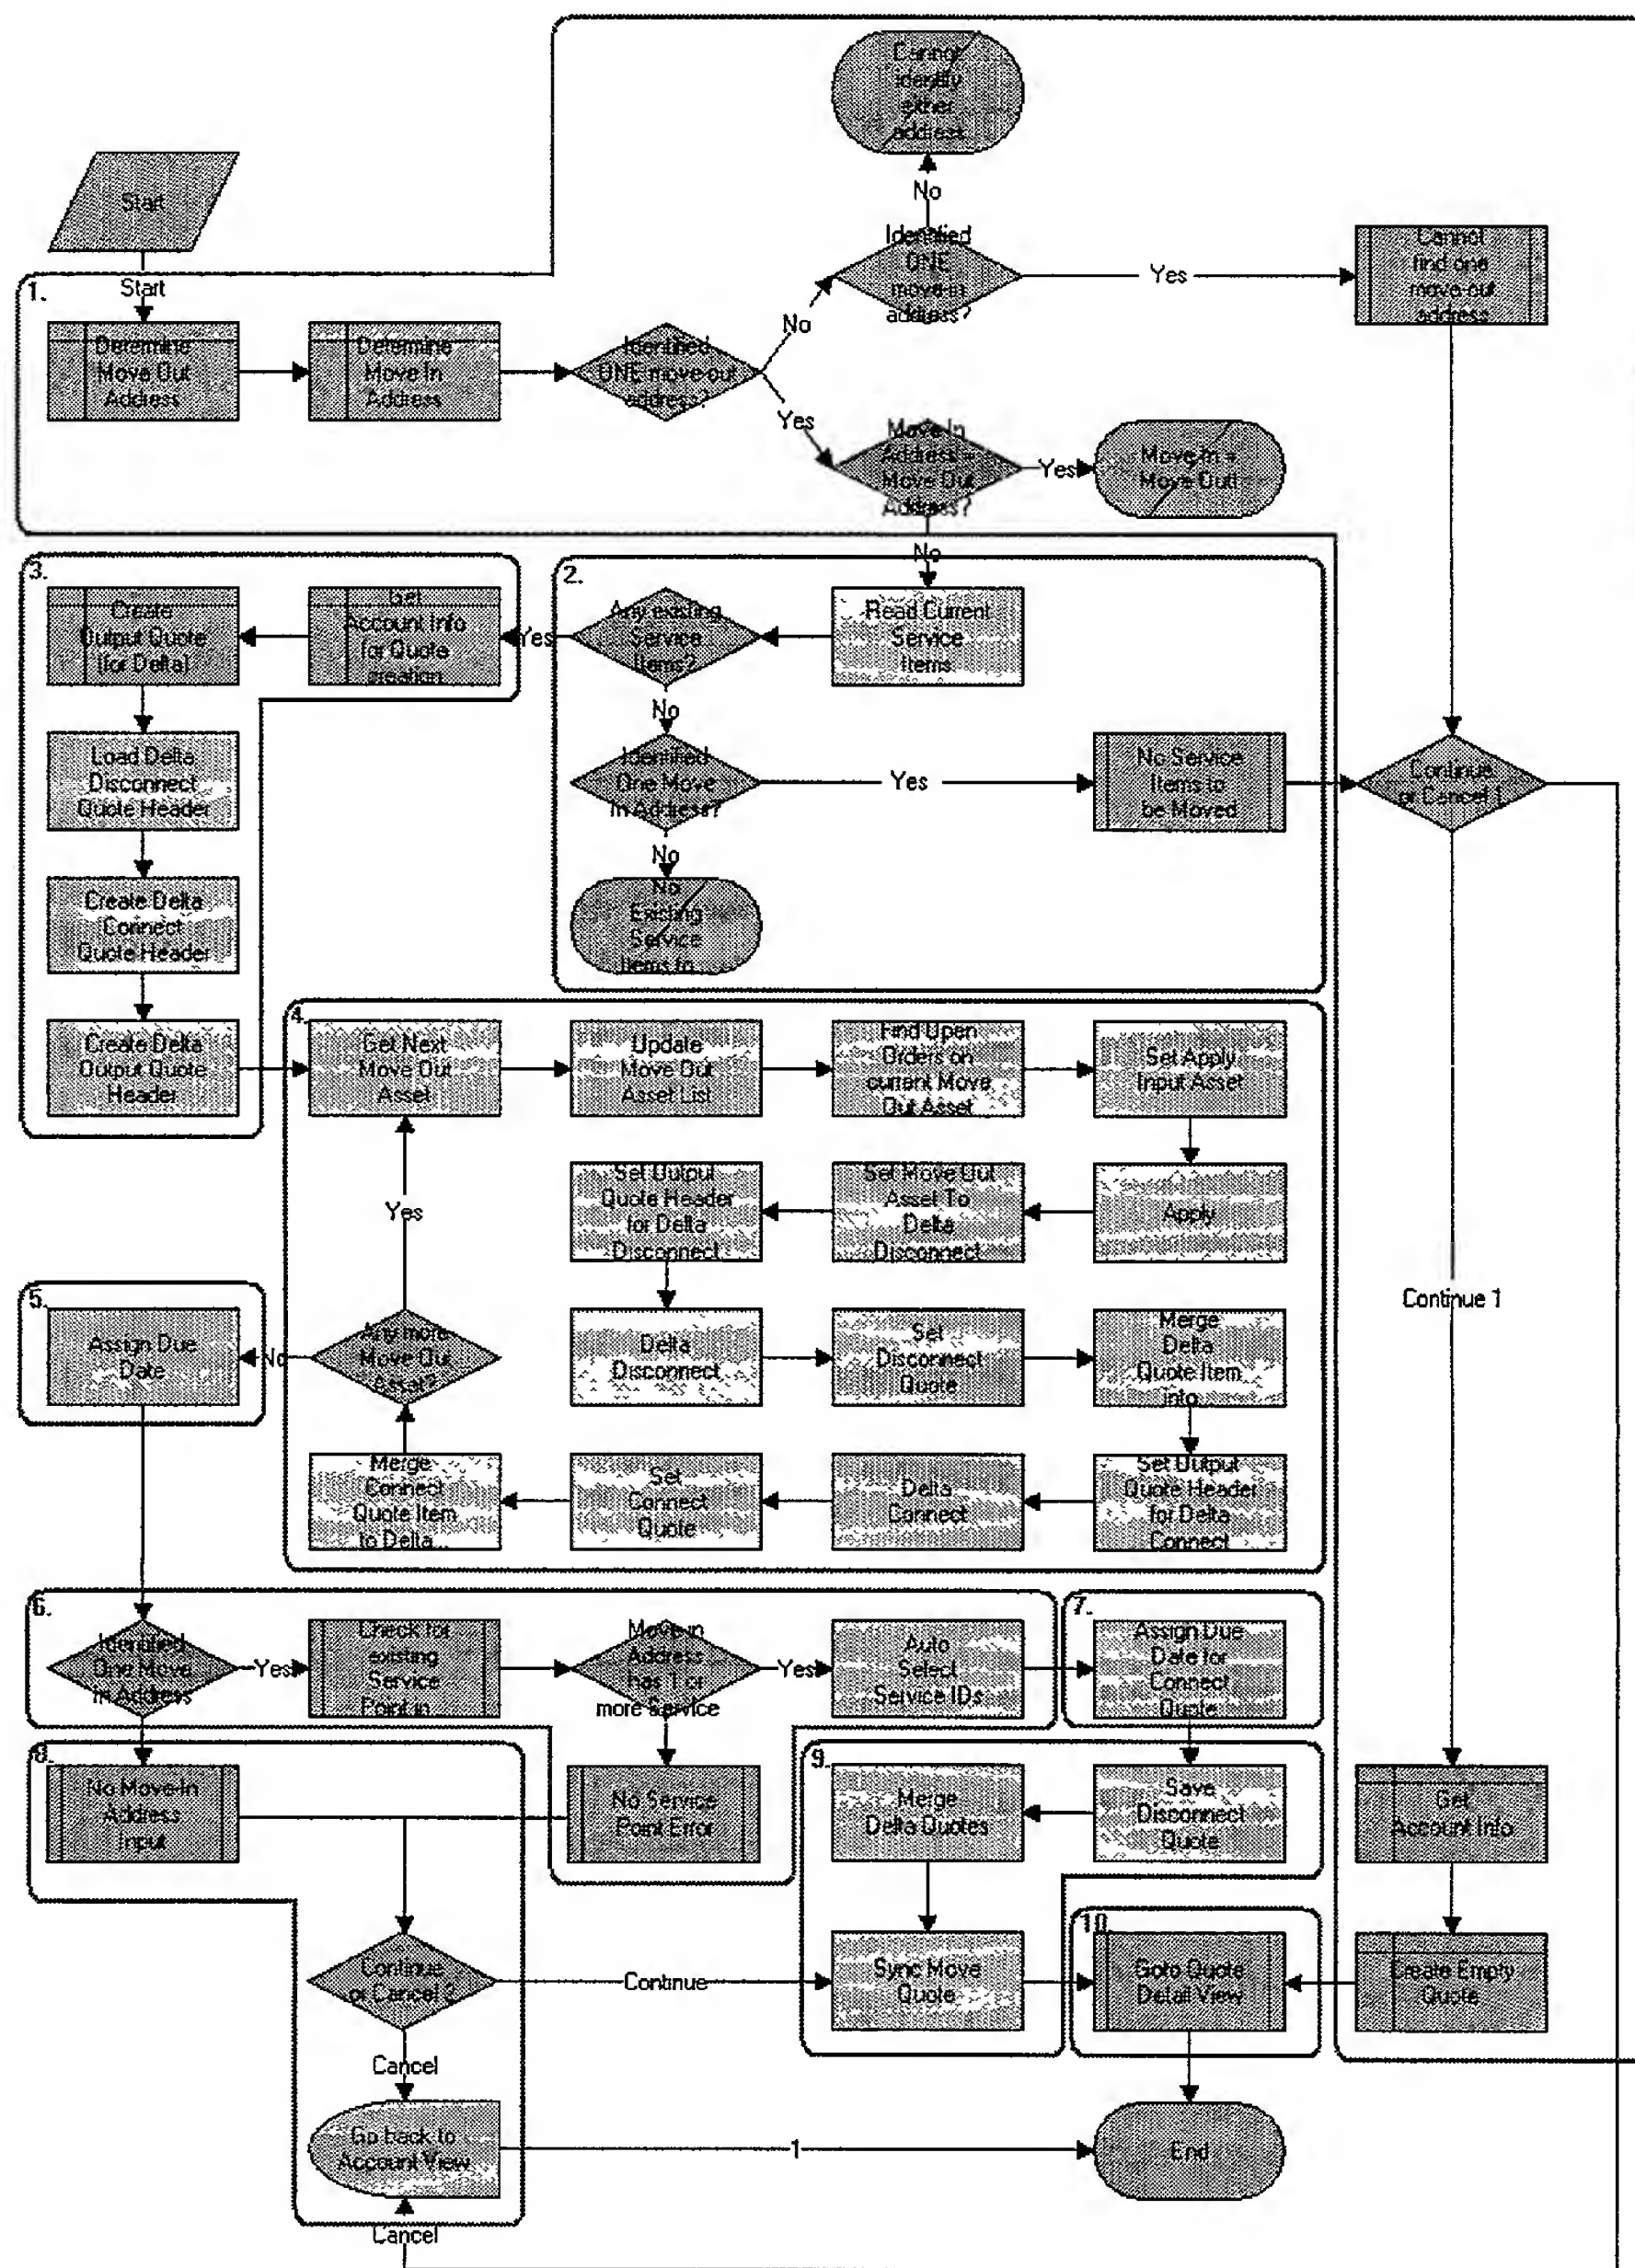 Cannot
identify
either
address
Start
No
Identified
ONE
move-in
address?
Yes
Cannot
find one
move-out
address
1.
Start
Determine
Move Out
Address
Determine
Move In
Address
Identified
ONE move-out
address?
No
Yes
Move-In
Address =
Move Out
Address?
Yes
Move-In =
Move Out!
No
3.
Create
Output Quote
(for Delta)
Get
Account Info
for Quote
creation
Yes
2.
Any existing
Service
Items?
Read Current
Service
Items
No
Load Delta
Disconnect
Quote Header
Identified
One Move
In Address?
Yes
No Service
Items to
be Moved
Continue
or Cancel 1
No
Create Delta
Connect
Quote Header
No
Existing
Service
Items to...
Create Delta
Output Quote
Header
4.
Get Next
Move Out
Asset
Update
Move Out
Asset List
Find Open
Orders on
current Move
Out Asset
Set Apply
Input Asset
Yes
Set Output
Quote Header
for Delta
Disconnect
Set Move Out
Asset To
Delta
Disconnect
Apply
5.
Assign Due
Date
No
Any more
Move Out
Asset?
Delta
Disconnect
Set
Disconnect
Quote
Merge
Delta
Quote Item
into...
Continue 1
Merge
Connect
Quote Item
to Delta...
Set
Connect
Quote
Delta
Connect
Set Output
Quote Header
for Delta
Connect
6.
Identified
One Move
In Address
Yes
Check for
existing
Service
Point in...
Move-in
Address
has 1 or
more Service
Yes
Auto
Select
Service IDs
7.
Assign Due
Date for
Connect
Quote
8.
No Move-In
Address
Input
No Service
Point Error
9.
Merge
Delta Quotes
Save
Disconnect
Quote
Get
Account Info
Continue
or Cancel 2
Continue
Sync Move
Quote
10.
Goto Quote
Detail View
Create Empty
Quote
Cancel
Go back to
Account View
1
End
Cancel